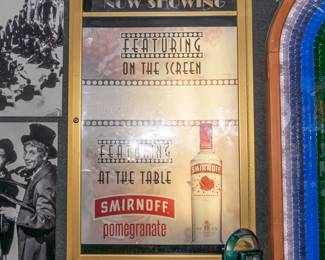 NOW SHOWING
FEATURING
ON THE SCREEN
FEATURING
AT THE TABLE
SMIRNOFF
pomegranate
SMIRNOFF